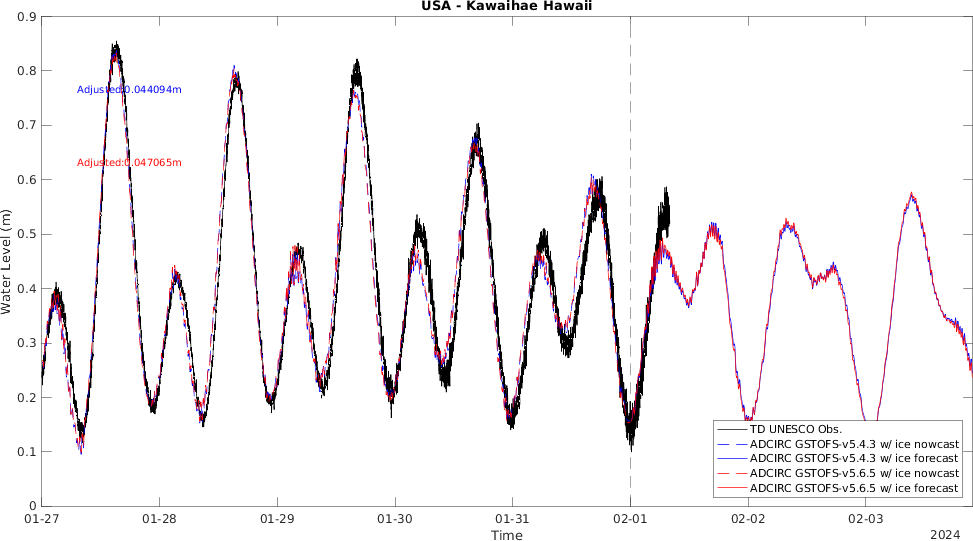 USA - Kawaihae Hawaii
0.9
0.8
0.7
0.6
0.5
0.4
0.3
0.2
0.1
0
Water Level (m)
Adjusted:0.044094m
Adjusted:0.047065m
TD UNESCO Obs.
ADCIRC GSTOFS-v5.4.3 w/ ice nowcast
ADCIRC GSTOFS-v5.4.3 w/ ice forecast
ADCIRC GSTOFS-v5.6.5 w/ ice nowcast
ADCIRC GSTOFS-v5.6.5 w/ ice forecast
01-27 01-28 01-29 01-30 01-31 02-01 02-02 02-03
Time
2024